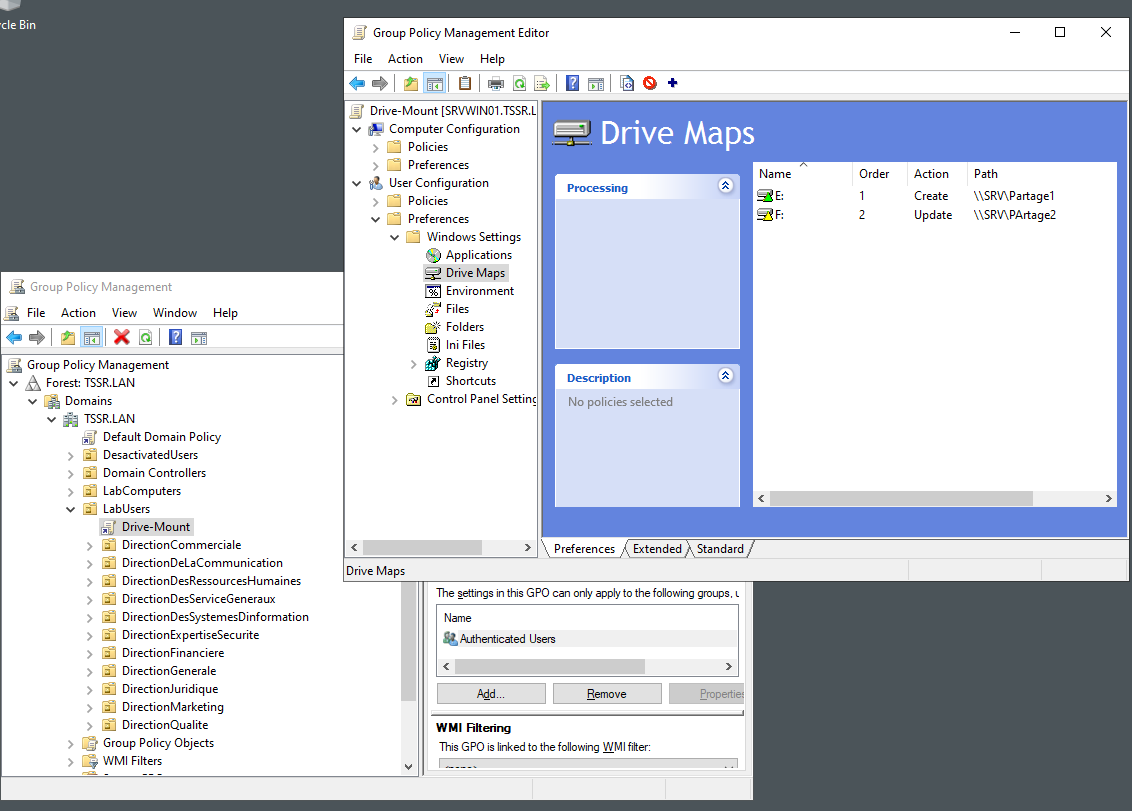 cle Bin
Group Policy Management Editor
File Action View Help
Drive-Mount [SRVWIN01.TSSR.L
Computer Configuration
Policies
Preferences
User Configuration
Policies
Preferences
Windows Settings
Applications
Drive Maps
Environment
Files
Folders
Ini Files
Registry
Shortcuts
Control Panel Setting
Drive Maps
Processing
Description
No policies selected
Name Order Action Path
E: 1 Create \\SRV\Partage1
F: 2 Update \\SRV\PArtage2
Preferences Extended Standard
Drive Maps
Group Policy Management
File Action View Window Help
Group Policy Management
Forest: TSSR.LAN
Domains
TSSR.LAN
Default Domain Policy
DesactivatedUsers
Domain Controllers
LabComputers
LabUsers
Drive-Mount
DirectionCommerciale
DirectionDeLaCommunication
DirectionDesRessourcesHumaines
DirectionDesServiceGeneraux
DirectionDesSystemesDinformation
DirectionExpertiseSecurite
DirectionFinanciere
DirectionGenerale
DirectionJuridique
DirectionMarketing
DirectionQualite
Group Policy Objects
WMI Filters
The settings in this GPO can only apply to the following groups, u
Name
Authenticated Users
Add... Remove Properties
WMI Filtering
This GPO is linked to the following WMI filter: